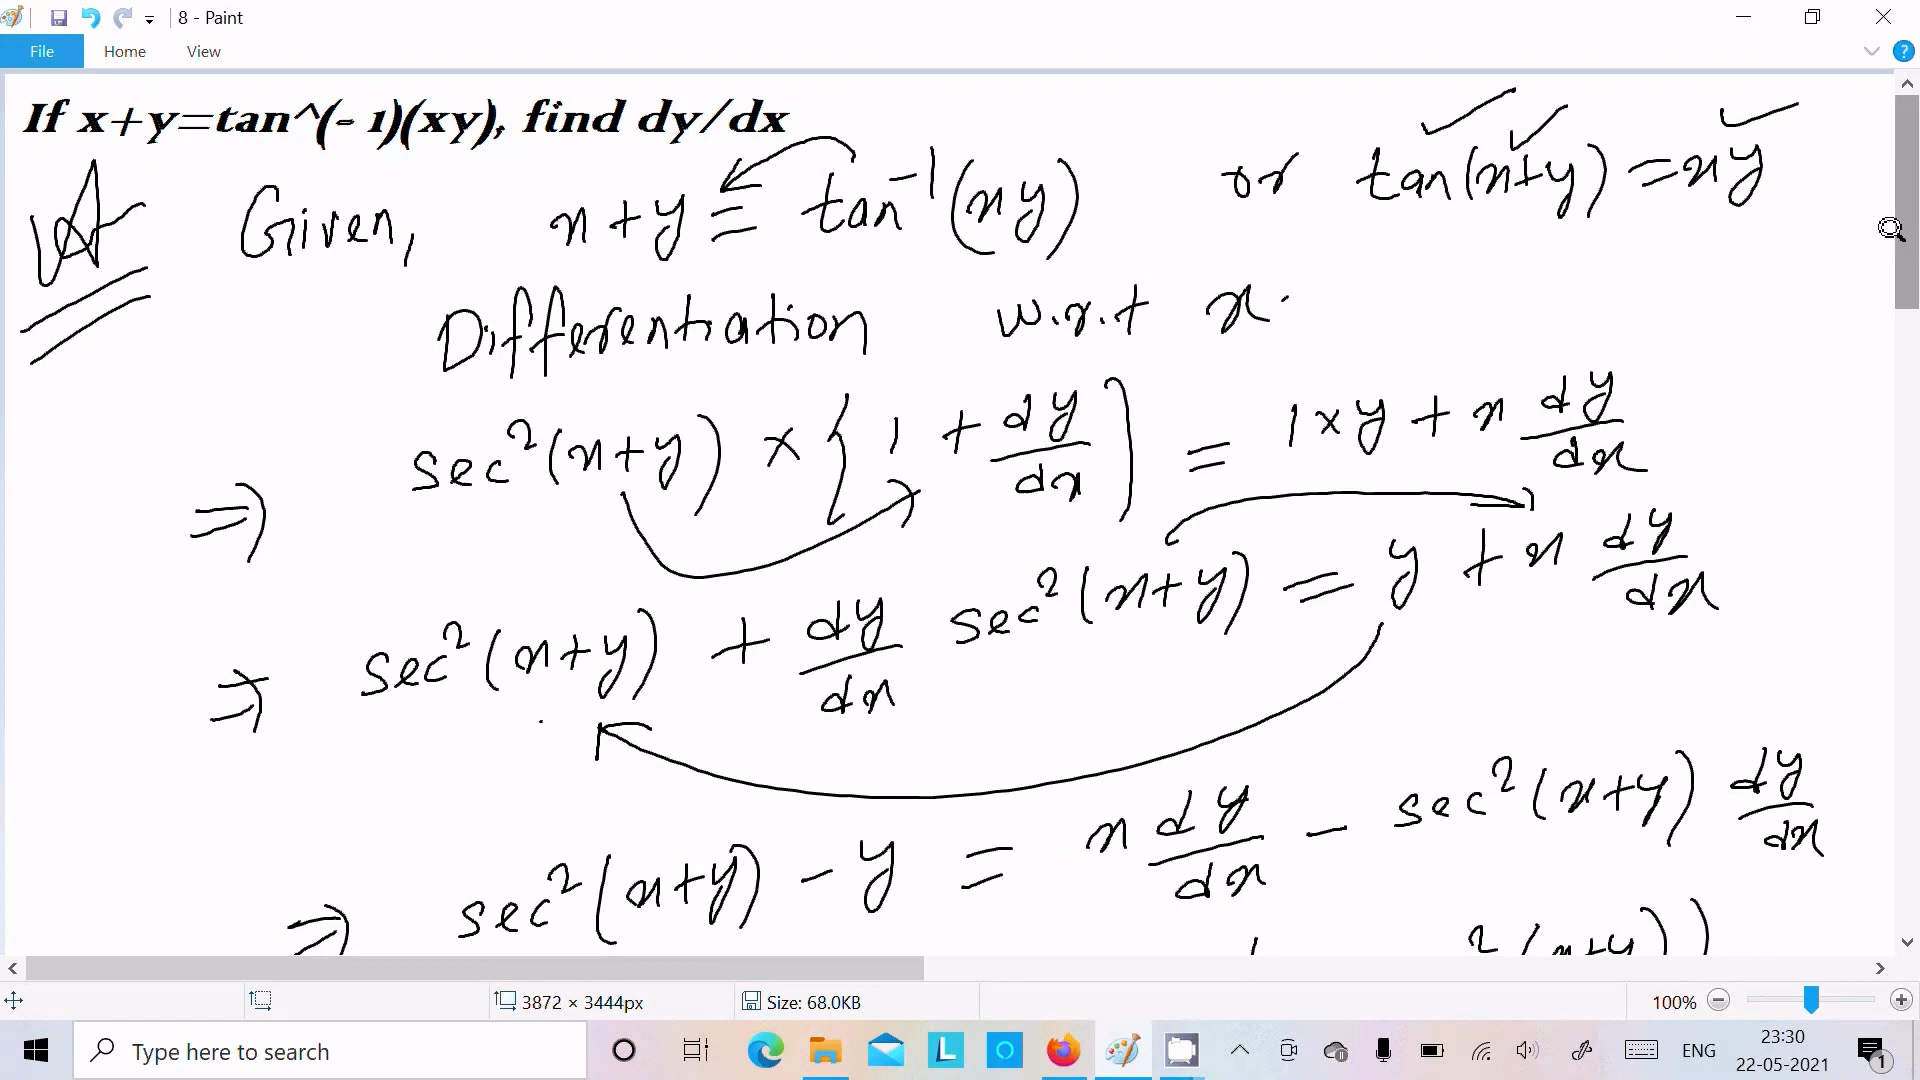 8 - Paint
File Home View
If x+y=tan^(- 1)(xy), find dy/dx
Given, x+y = tan⁻¹(xy) or tan(x+y) = xy
Differentiation w.r.t x.
⇒ sec²(x+y) × { 1 + dy/dx } = 1×y + x dy/dx
⇒ sec²(x+y) + dy/dx sec²(x+y) = y + x dy/dx
⇒ sec²(x+y) - y = x dy/dx - sec²(x+y) dy/dx
3872 × 3444px Size: 68.0KB 100%
Type here to search
ENG
23:30
22-05-2021
1